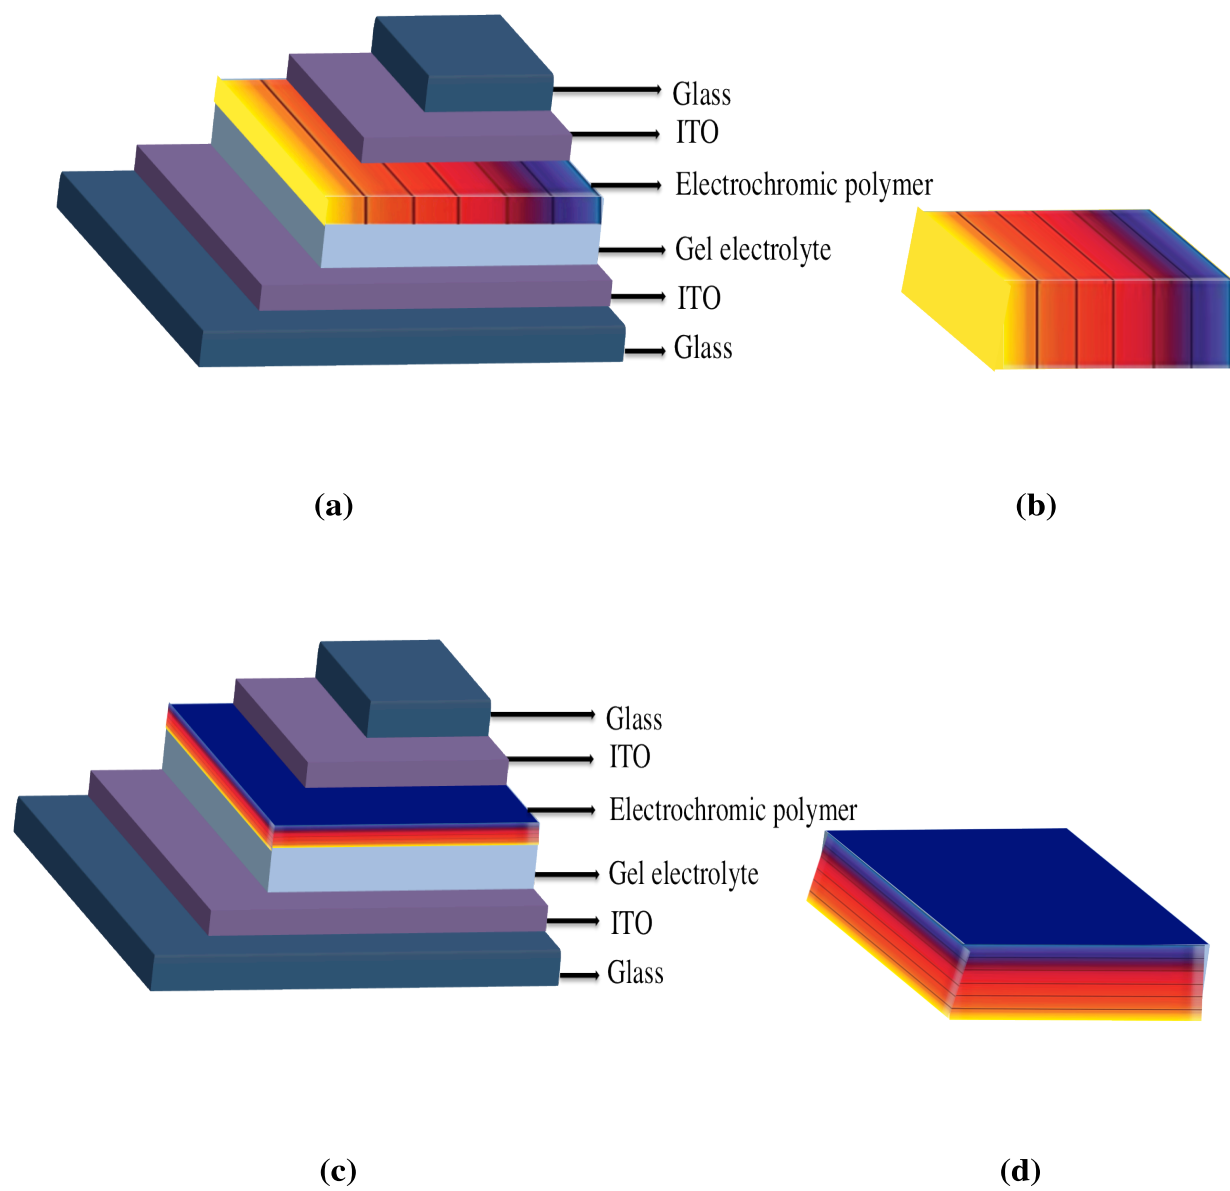 Glass
ITO
Electrochromic polymer
Gel electrolyte
ITO
Glass
(a)
(b)
Glass
ITO
Electrochromic polymer
Gel electrolyte
ITO
Glass
(c)
(d)